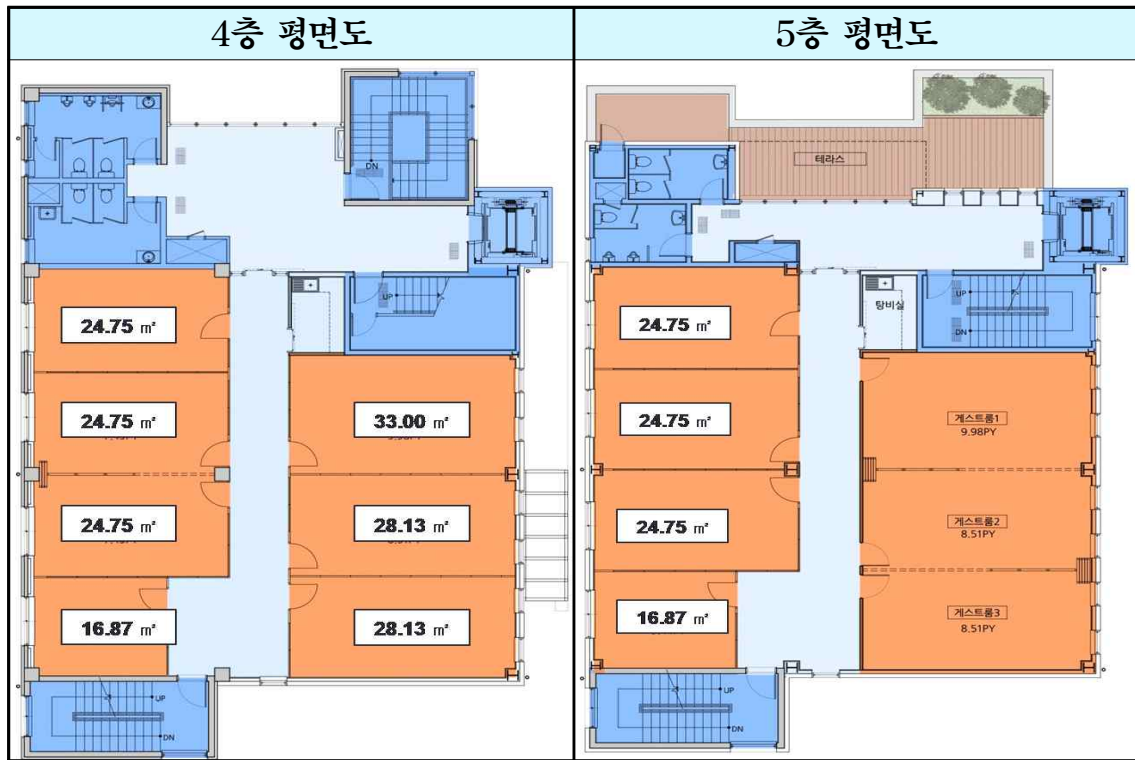 4층 평면도
5층 평면도
DN
UP
24.75 ㎡
24.75 ㎡
33.00 ㎡
24.75 ㎡
28.13 ㎡
16.87 ㎡
28.13 ㎡
UP
DN
테라스
탕비실
UP
DN
24.75 ㎡
24.75 ㎡
게스트룸1
9.98PY
24.75 ㎡
게스트룸2
8.51PY
16.87 ㎡
게스트룸3
8.51PY
UP
DN